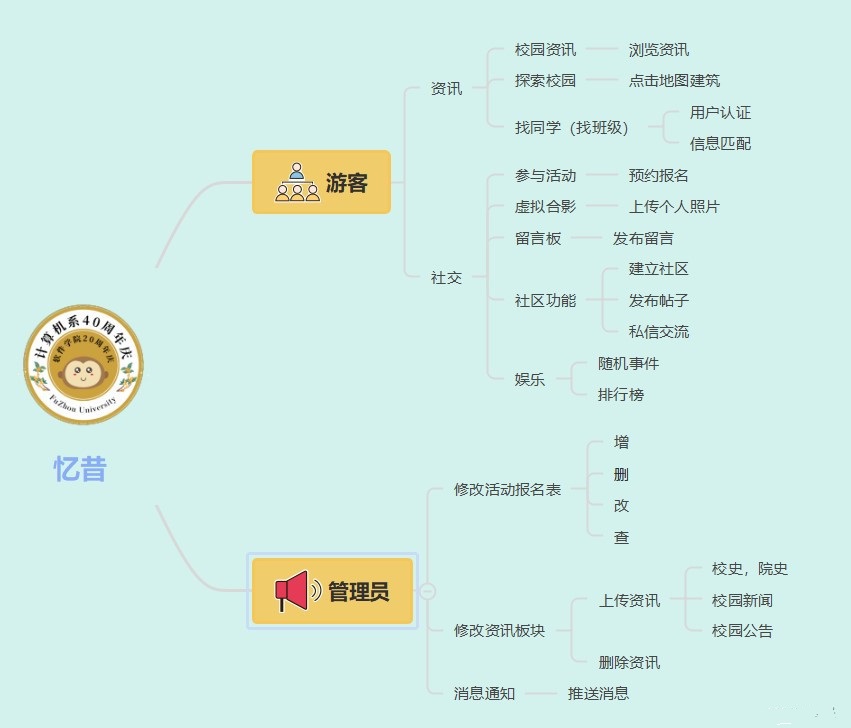 计算机系40周年庆
软件学院20周年庆
FuZhou University
忆昔
游客
资讯
校园资讯
浏览资讯
探索校园
点击地图建筑
找同学（找班级）
用户认证
信息匹配
社交
参与活动
预约报名
虚拟合影
上传个人照片
留言板
发布留言
社区功能
建立社区
发布帖子
私信交流
娱乐
随机事件
排行榜
管理员
修改活动报名表
增
删
改
查
修改资讯板块
上传资讯
校史，院史
校园新闻
校园公告
删除资讯
消息通知
推送消息